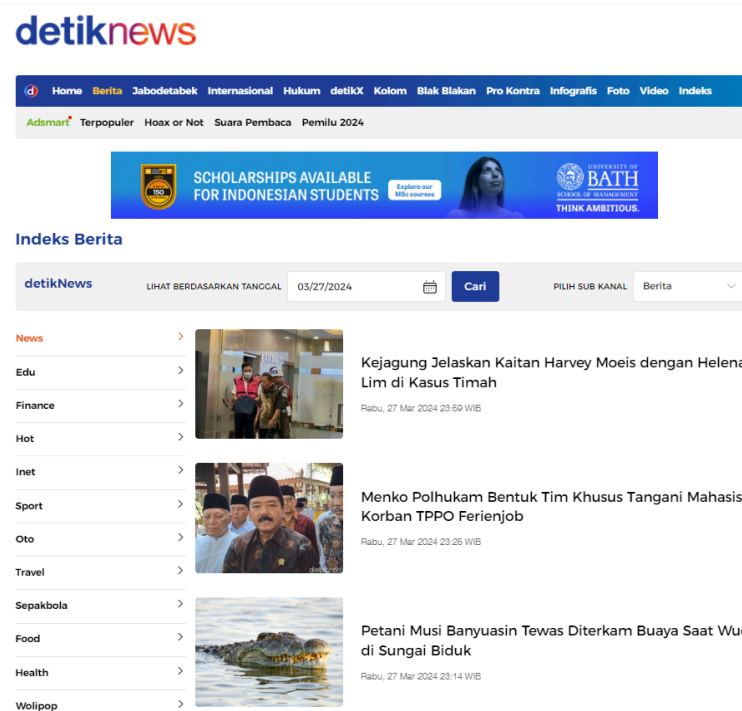 detiknews
d Home Berita Jabodetabek Internasional Hukum detikX Kolom Blak Blakan Pro Kontra Infografis Foto Video Indeks
Adsmart Terpopuler Hoax or Not Suara Pembaca Pemilu 2024
150
SCHOLARSHIPS AVAILABLE
FOR INDONESIAN STUDENTS
Explore our
MSc courses
UNIVERSITY OF
BATH
SCHOOL OF MANAGEMENT
THINK AMBITIOUS.
Indeks Berita
detikNews LIHAT BERDASARKAN TANGGAL 03/27/2024 Cari PILIH SUB KANAL Berita
News
Edu
Finance
Hot
Inet
Sport
Oto
Travel
Sepakbola
Food
Health
Wolipop
Kejagung Jelaskan Kaitan Harvey Moeis dengan Helena
Lim di Kasus Timah
Rabu, 27 Mar 2024 23:59 WIB
Menko Polhukam Bentuk Tim Khusus Tangani Mahasis
Korban TPPO Ferienjob
Rabu, 27 Mar 2024 23:26 WIB
detikcom
Petani Musi Banyuasin Tewas Diterkam Buaya Saat Wu
di Sungai Biduk
Rabu, 27 Mar 2024 23:14 WIB